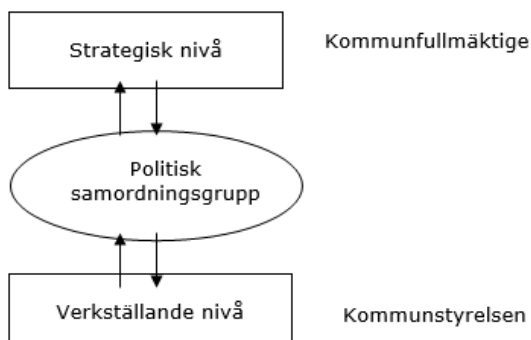 Strategisk nivå
Kommunfullmäktige
Politisk
samordningsgrupp
Verkställande nivå
Kommunstyrelsen